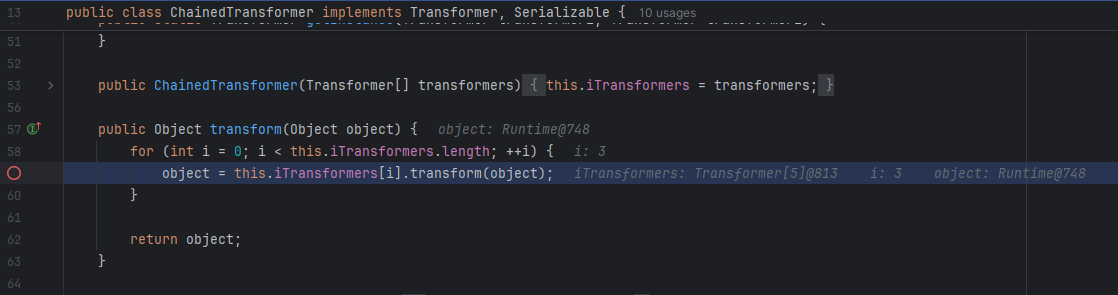 13 public class ChainedTransformer implements Transformer, Serializable { 10 usages
51 }
52
53 public ChainedTransformer(Transformer[] transformers) { this.iTransformers = transformers; }
56
57 public Object transform(Object object) { object: Runtime@748
58 for (int i = 0; i < this.iTransformers.length; ++i) { i: 3
object = this.iTransformers[i].transform(object); iTransformers: Transformer[5]@813 i: 3 object: Runtime@748
60 }
61
62 return object;
63 }
64